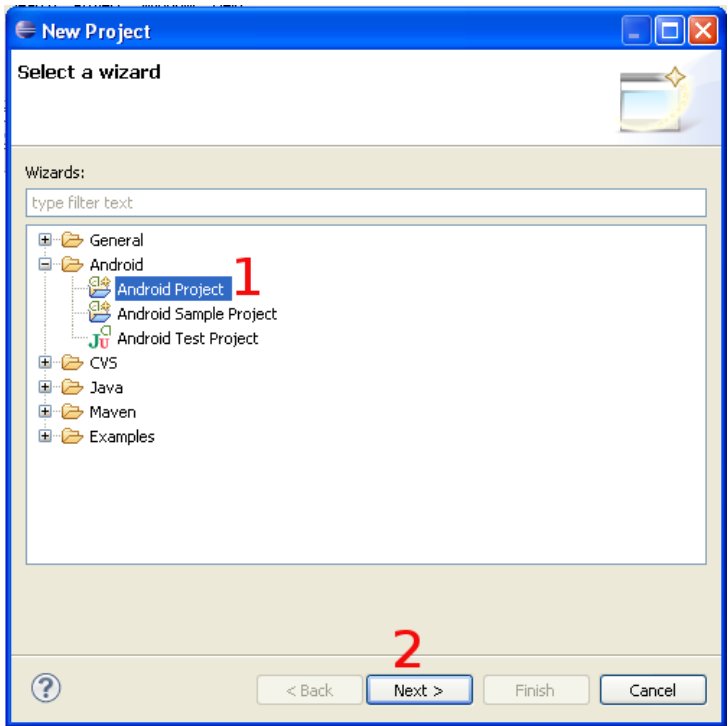 New Project
Select a wizard
Wizards:
type filter text
General
Android
1
Android Project
Android Sample Project
Ju Android Test Project
CVS
Java
Maven
Examples
2
? < Back Next > Finish Cancel